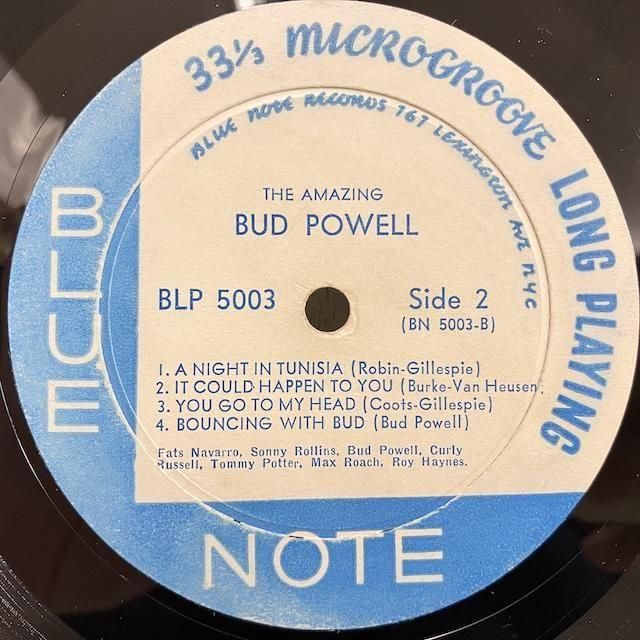 33⅓ MICROGROOVE LONG PLAYING
BLUE NOTE RECORDS 767 LEXINGTON AVE NYC
THE AMAZING
BUD POWELL
BLP 5003
Side 2
(BN 5003-B)
1. A NIGHT IN TUNISIA (Robin-Gillespie)
2. IT COULD HAPPEN TO YOU (Burke-Van Heusen)
3. YOU GO TO MY HEAD (Coots-Gillespie)
4. BOUNCING WITH BUD (Bud Powell)
Fats Navarro, Sonny Rollins, Bud Powell, Curly
Russell, Tommy Potter, Max Roach, Roy Haynes.
BLUE
NOTE